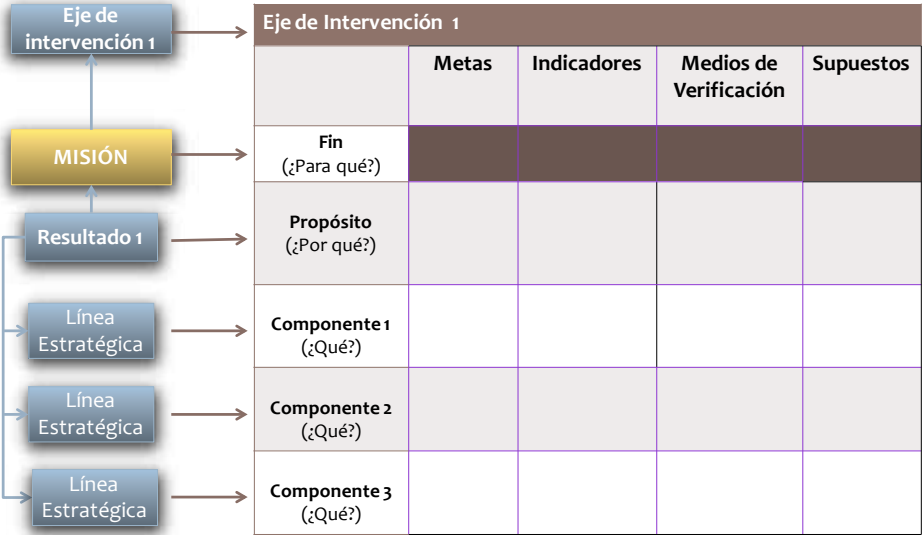 Eje de
intervención 1
MISIÓN
Resultado 1
Línea
Estratégica
Línea
Estratégica
Línea
Estratégica
Eje de Intervención 1
Metas
Indicadores
Medios de
Verificación
Supuestos
Fin
(¿Para qué?)
Propósito
(¿Por qué?)
Componente 1
(¿Qué?)
Componente 2
(¿Qué?)
Componente 3
(¿Qué?)